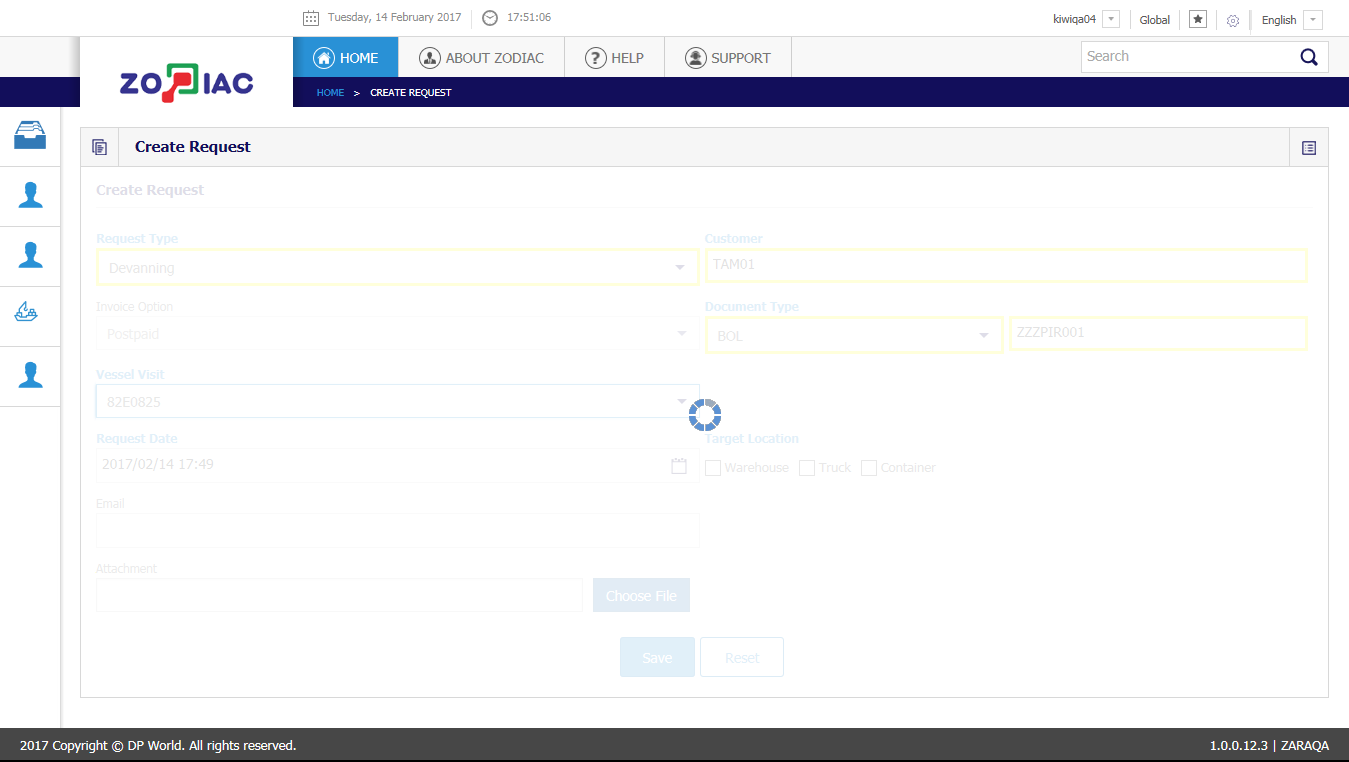 Tuesday, 14 February 2017 17:51:06 kiwiqa04 Global English
ZODIAC HOME ABOUT ZODIAC HELP SUPPORT Search
HOME > CREATE REQUEST
Create Request
Create Request
Request Type Customer
Devanning TAM01
Invoice Option Document Type
Postpaid BOL ZZZPIR001
Vessel Visit
82E0825
Request Date Target Location
2017/02/14 17:49 Warehouse Truck Container
Email
Attachment
Choose File
Save Reset
2017 Copyright © DP World. All rights reserved. 1.0.0.12.3 | ZARAQA